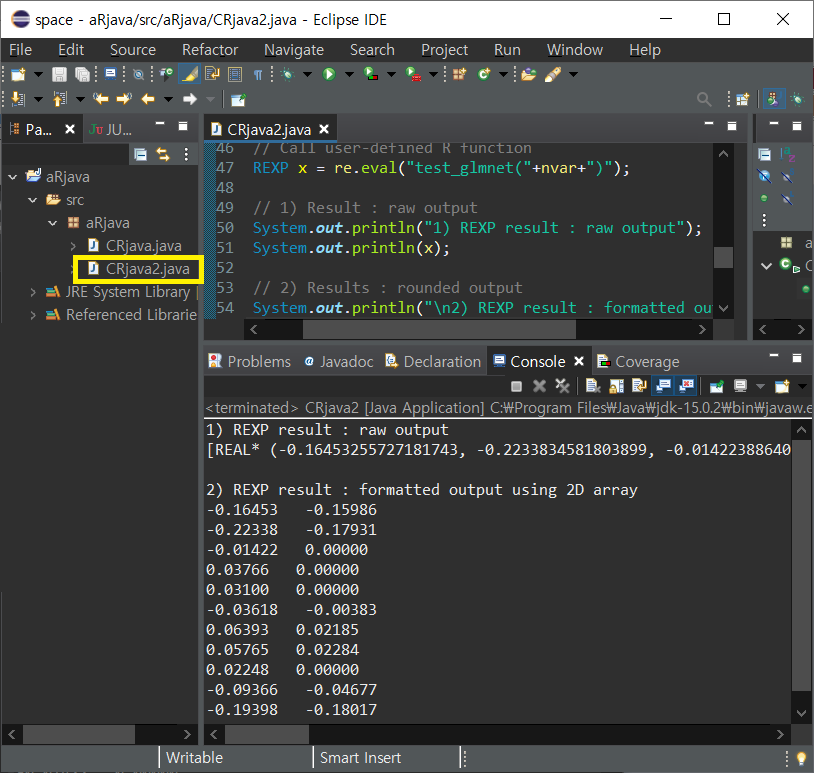 space - aRjava/src/aRjava/CRjava2.java - Eclipse IDE
File Edit Source Refactor Navigate Search Project Run Window Help
Pa... JU...
aRjava
src
aRjava
CRjava.java
CRjava2.java
JRE System Library
Referenced Librarie
CRjava2.java
46 // Call user-defined R function
47 REXP x = re.eval("test_glmnet("+nvar+")");
48
49 // 1) Result : raw output
50 System.out.println("1) REXP result : raw output");
51 System.out.println(x);
52
53 // 2) Results : rounded output
54 System.out.println("\n2) REXP result : formatted ou
Problems Javadoc Declaration Console Coverage
<terminated> CRjava2 [Java Application] C:₩Program Files₩Java₩jdk-15.0.2₩bin₩javaw.e
1) REXP result : raw output
[REAL* (-0.16453255727181743, -0.2233834581803899, -0.01422388640
2) REXP result : formatted output using 2D array
-0.16453 -0.15986
-0.22338 -0.17931
-0.01422 0.00000
0.03766 0.00000
0.03100 0.00000
-0.03618 -0.00383
0.06393 0.02185
0.05765 0.02284
0.02248 0.00000
-0.09366 -0.04677
-0.19398 -0.18017
Writable Smart Insert